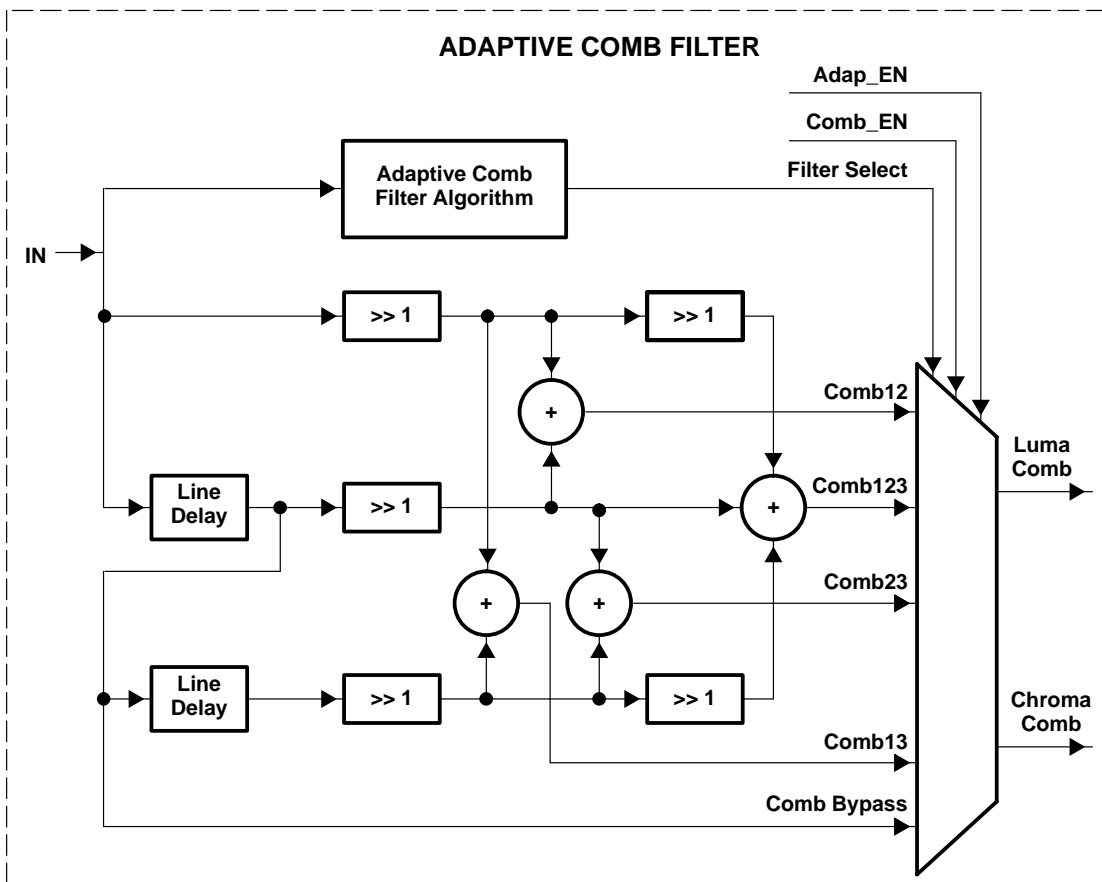 ADAPTIVE COMB FILTER
Adap_EN
Comb_EN
Filter Select
Adaptive Comb
Filter Algorithm
IN
>> 1
>> 1
+
Comb12
Luma
Comb
Line
Delay
>> 1
+
Comb123
+
+
Comb23
Line
Delay
>> 1
>> 1
Chroma
Comb
Comb13
Comb Bypass